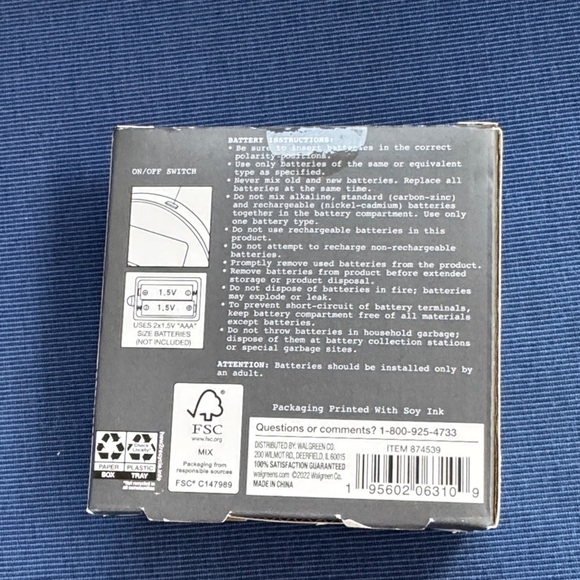 BATTERY INSTRUCTIONS:
• Be sure to insert batteries in the correct
polarity positions.
• Use only batteries of the same or equivalent
type as specified.
• Never mix old and new batteries. Replace all
batteries at the same time.
• Do not mix alkaline, standard (carbon-zinc)
and rechargeable (nickel-cadmium) batteries
together in the battery compartment. Use only
one battery type.
• Do not use rechargeable batteries in this
product.
• Do not attempt to recharge non-rechargeable
batteries.
• Promptly remove used batteries from the product.
• Remove batteries from product before extended
storage or product disposal.
• Do not dispose of batteries in fire; batteries
may explode or leak.
• To prevent short-circuit of battery terminals,
keep battery compartment free of all materials
except batteries.
• Do not throw batteries in household garbage;
dispose of them at battery collection stations
or special garbage sites.
ATTENTION: Batteries should be installed only by
an adult.
ON/OFF SWITCH
1,5V
1,5V
USES 2x1,5V "AAA"
SIZE BATTERIES
(NOT INCLUDED)
FSC
www.fsc.org
MIX
Packaging from
responsible sources
FSC® C147989
Packaging Printed With Soy Ink
Check
Locally*
PAPER
PLASTIC
BOX
TRAY
how2recycle.info
Questions or comments? 1-800-925-4733
DISTRIBUTED BY: WALGREEN CO.
200 WILMOT RD., DEERFIELD, IL 60015
100% SATISFACTION GUARANTEED
walgreens.com ©2022 Walgreen Co.
MADE IN CHINA
ITEM 874539
1 95602 06310 9